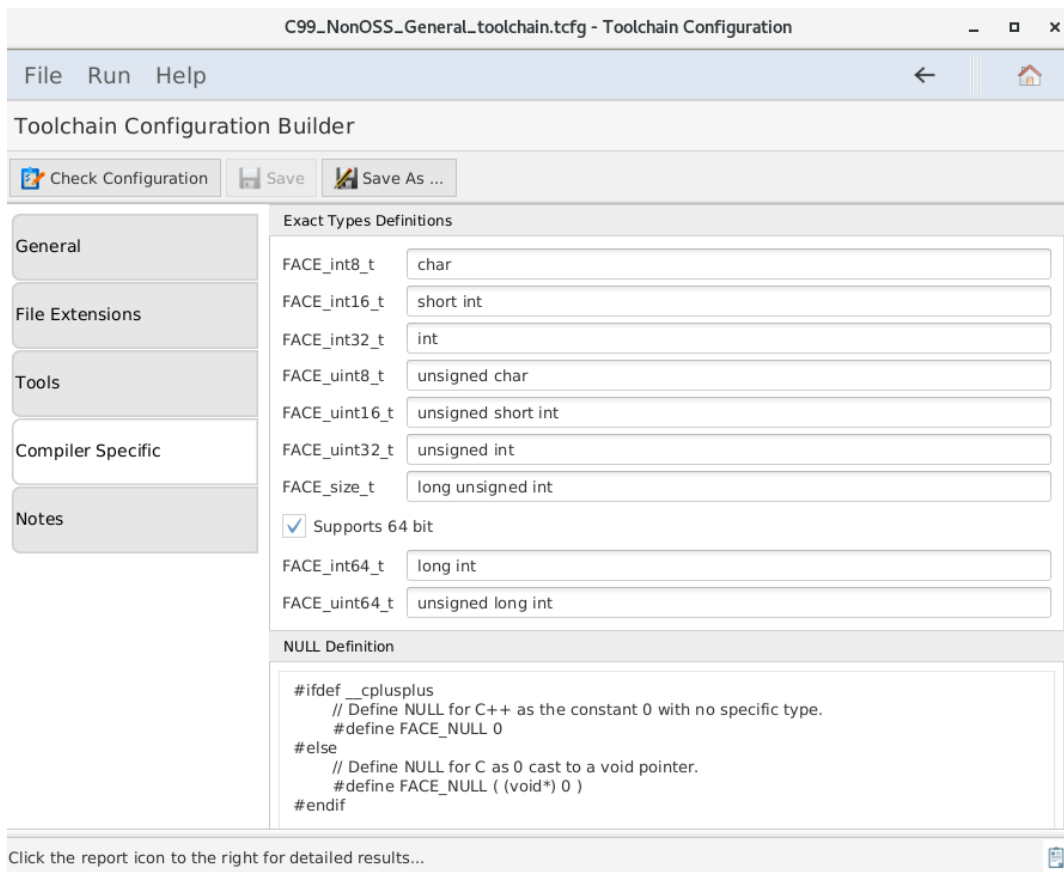 C99_NonOSS_General_toolchain.tcfg - Toolchain Configuration
File Run Help
Toolchain Configuration Builder
Check Configuration Save Save As ...
General
File Extensions
Tools
Compiler Specific
Notes
Exact Types Definitions
FACE_int8_t char
FACE_int16_t short int
FACE_int32_t int
FACE_uint8_t unsigned char
FACE_uint16_t unsigned short int
FACE_uint32_t unsigned int
FACE_size_t long unsigned int
Supports 64 bit
FACE_int64_t long int
FACE_uint64_t unsigned long int
NULL Definition
#ifdef __cplusplus
// Define NULL for C++ as the constant 0 with no specific type.
#define FACE_NULL 0
#else
// Define NULL for C as 0 cast to a void pointer.
#define FACE_NULL ( (void*) 0 )
#endif
Click the report icon to the right for detailed results...